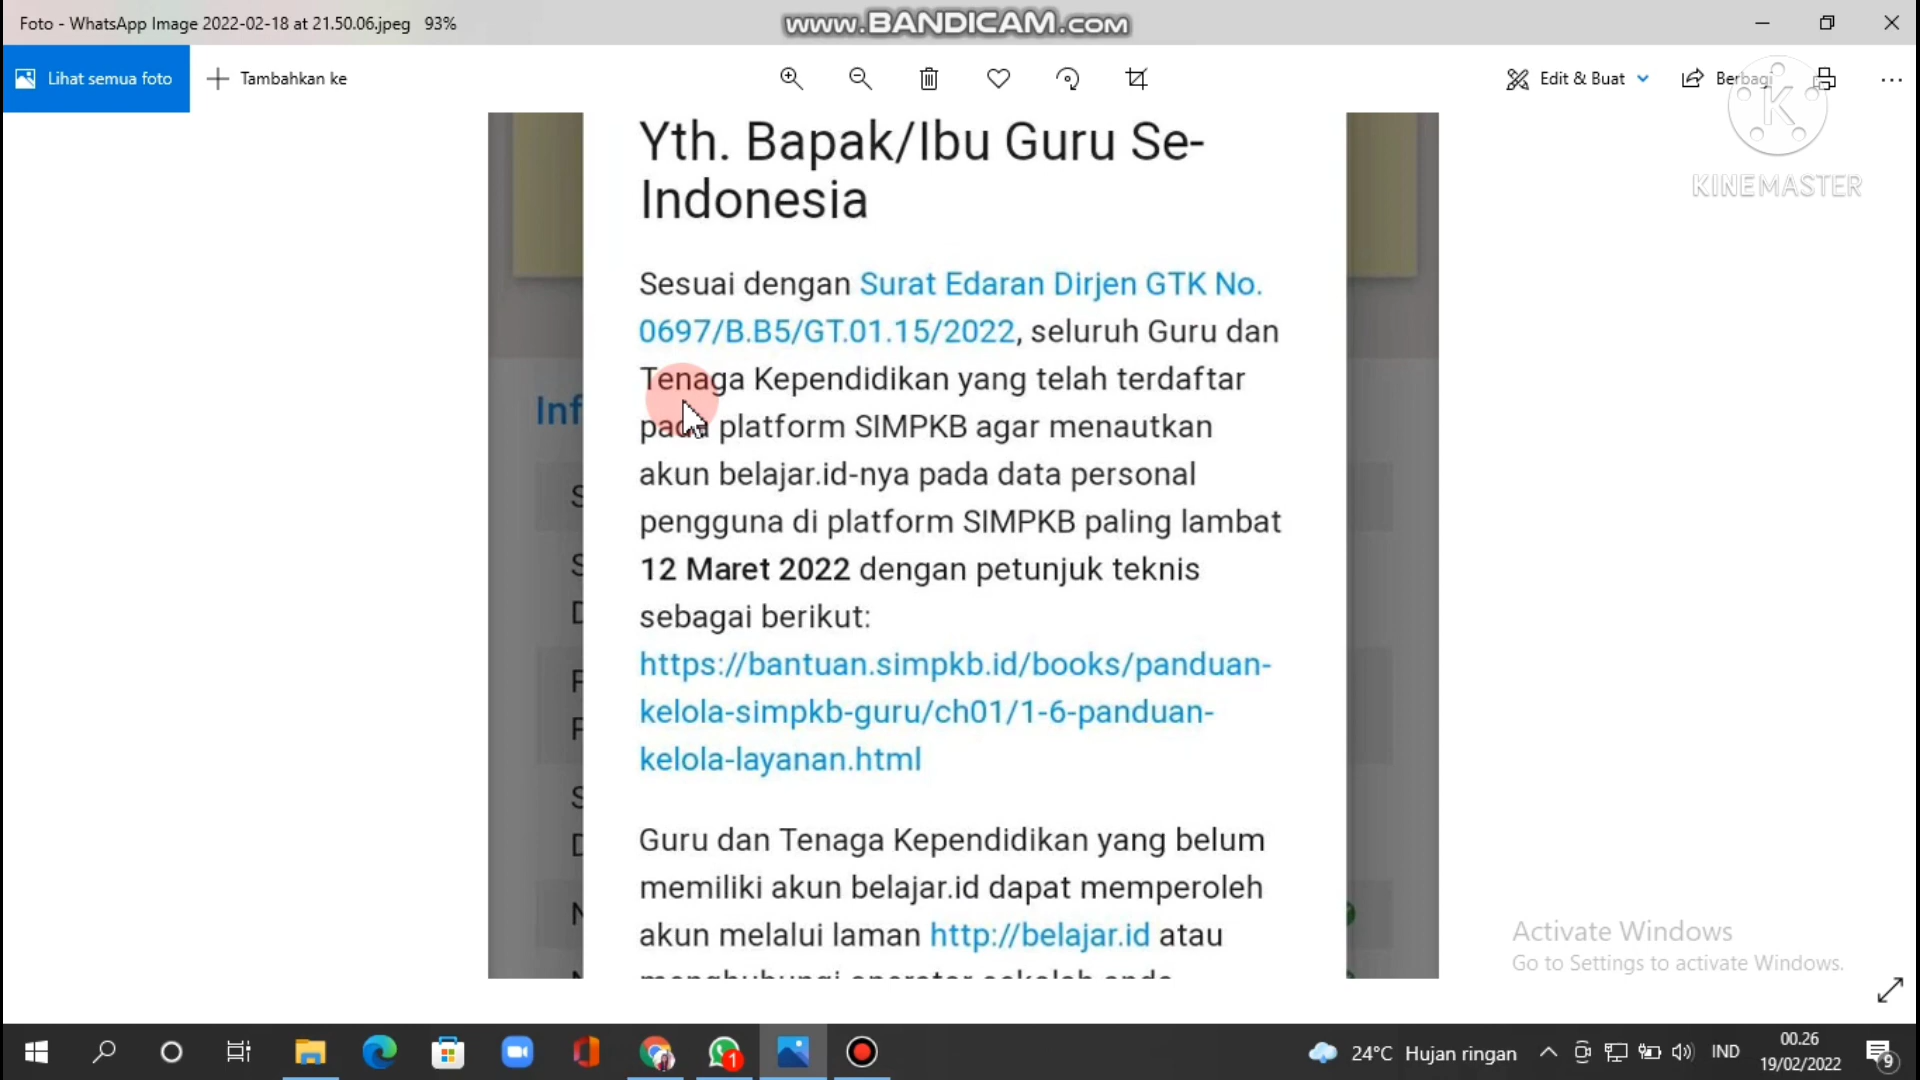 Foto - WhatsApp Image 2022-02-18 at 21.50.06.jpeg 93%
www.BANDICAM.com
Lihat semua foto
Tambahkan ke
Edit & Buat
Berbagi
KINEMASTER
Yth. Bapak/Ibu Guru Se-
Indonesia
Sesuai dengan Surat Edaran Dirjen GTK No.
0697/B.B5/GT.01.15/2022, seluruh Guru dan
Tenaga Kependidikan yang telah terdaftar
pada platform SIMPKB agar menautkan
akun belajar.id-nya pada data personal
pengguna di platform SIMPKB paling lambat
12 Maret 2022 dengan petunjuk teknis
sebagai berikut:
https://bantuan.simpkb.id/books/panduan-
kelola-simpkb-guru/ch01/1-6-panduan-
kelola-layanan.html
Guru dan Tenaga Kependidikan yang belum
memiliki akun belajar.id dapat memperoleh
akun melalui laman http://belajar.id atau
Inf
Activate Windows
Go to Settings to activate Windows.
1
24°C Hujan ringan
IND
00.26
19/02/2022
9